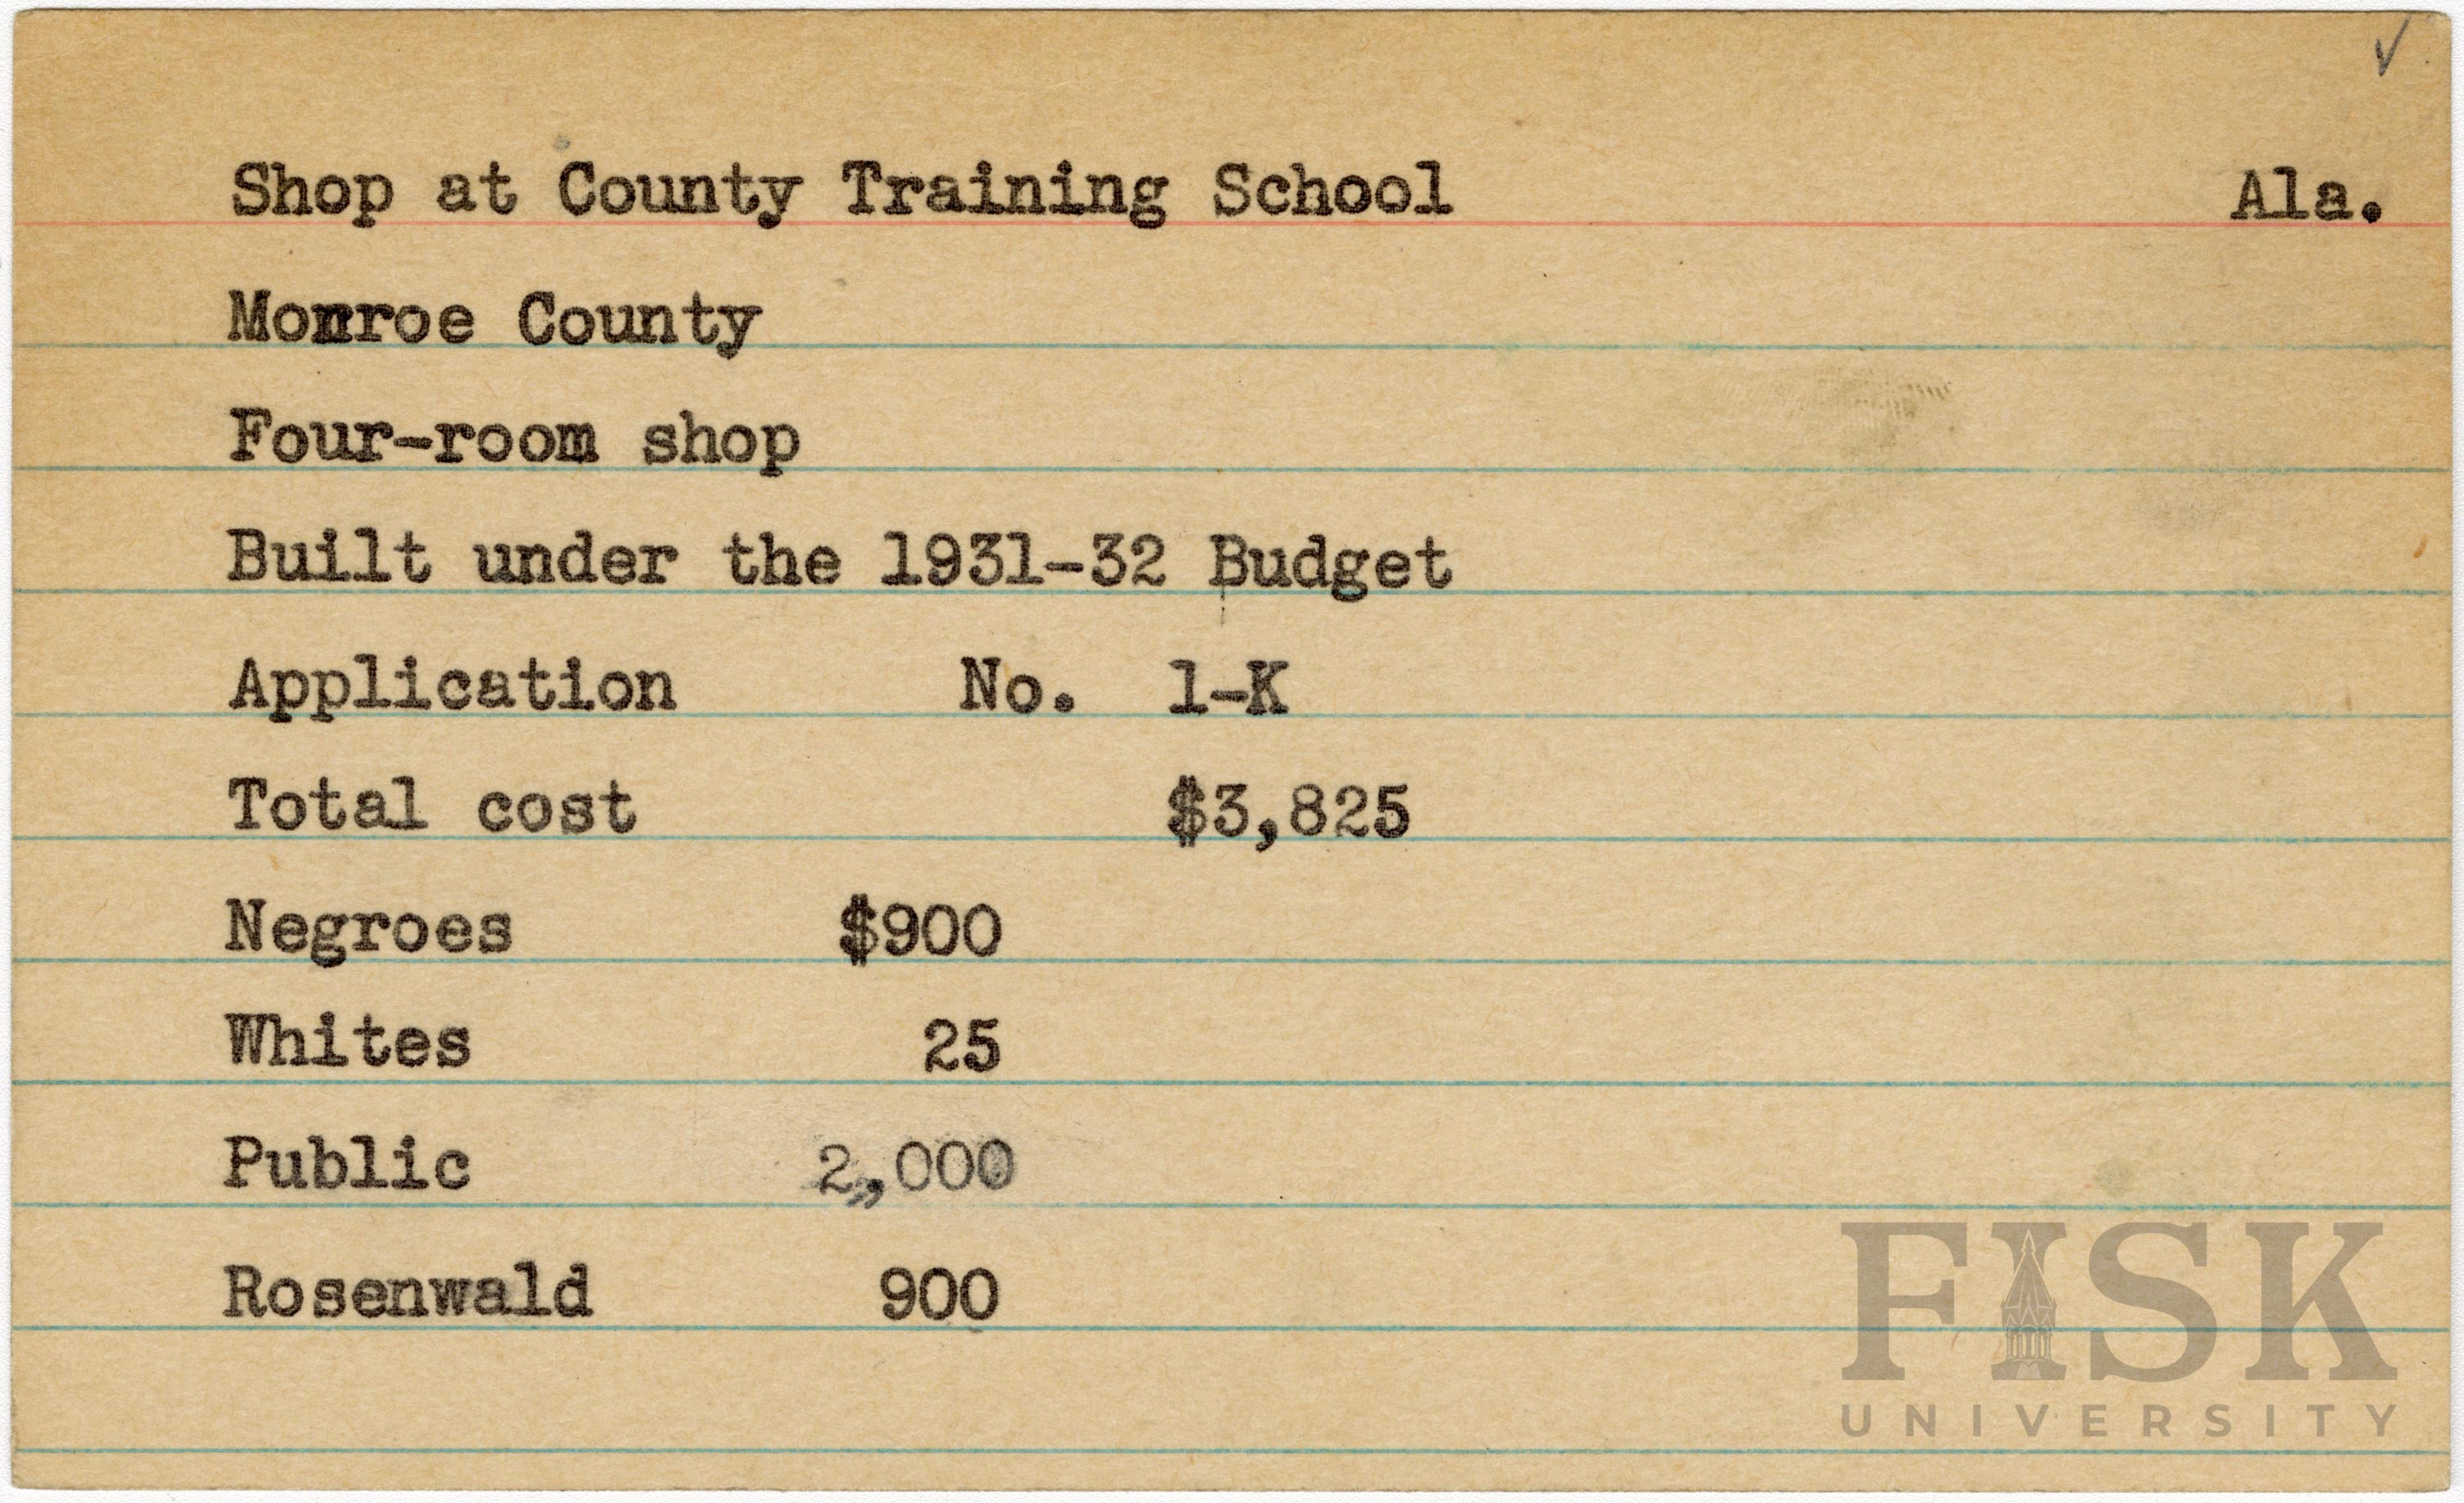 Shop at County Training School Ala.
Monroe County
Four-room shop
Built under the 1931-32 Budget
Application No. 1-K
Total cost $3,825
Negroes $900
Whites 25
Public 2,000
Rosenwald 900
FISK
UNIVERSITY